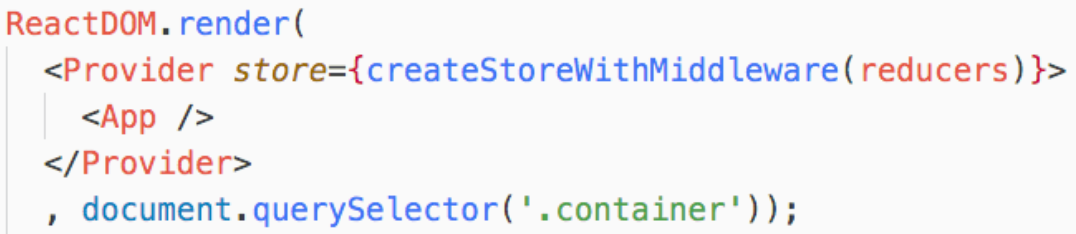 ReactDOM.render(
  <Provider store={createStoreWithMiddleware(reducers)}>
    <App />
  </Provider>
  , document.querySelector('.container'));